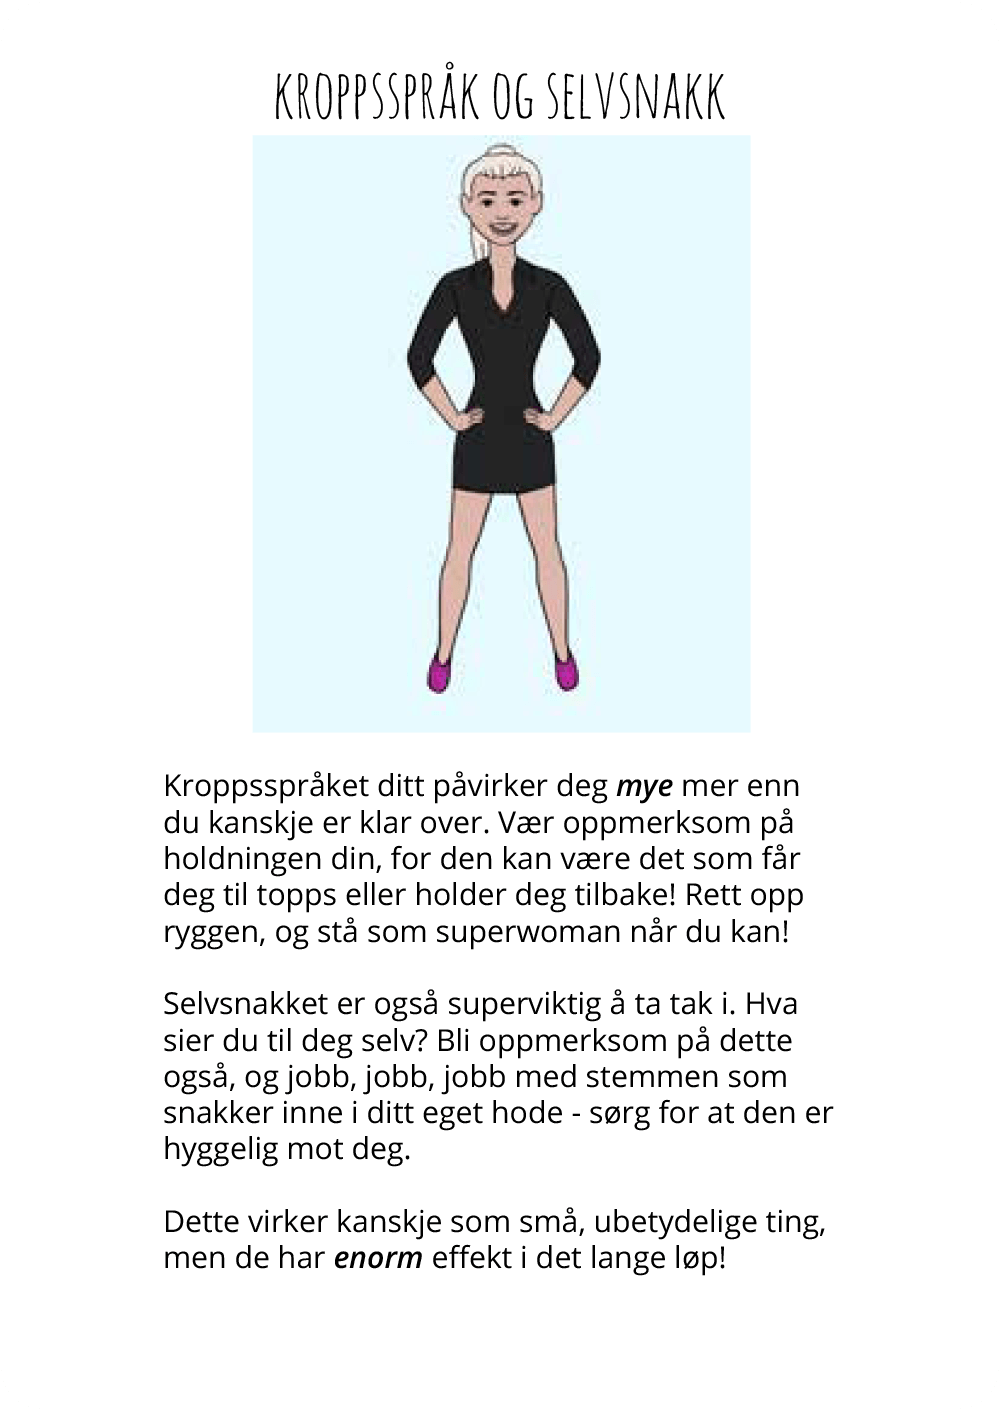 KROPPSSPRÅK OG SELVSNAKK
Kroppsspråket ditt påvirker deg mye mer enn
du kanskje er klar over. Vær oppmerksom på
holdningen din, for den kan være det som får
deg til topps eller holder deg tilbake! Rett opp
ryggen, og stå som superwoman når du kan!
Selvsnakket er også superviktig å ta tak i. Hva
sier du til deg selv? Bli oppmerksom på dette
også, og jobb, jobb, jobb med stemmen som
snakker inne i ditt eget hode - sørg for at den er
hyggelig mot deg.
Dette virker kanskje som små, ubetydelige ting,
men de har enorm effekt i det lange løp!